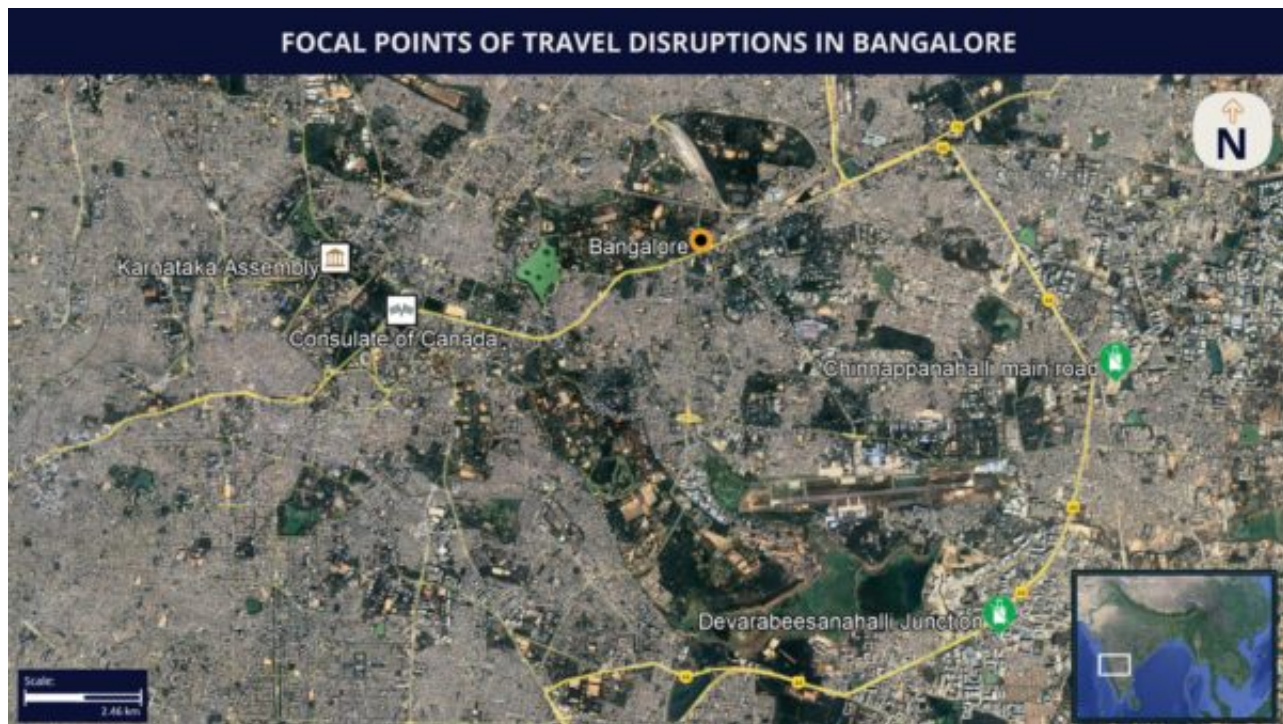 FOCAL POINTS OF TRAVEL DISRUPTIONS IN BANGALORE
N
Bangalore
Karnataka Assembly
Consulate of Canada
Chinnappanahalli main road
Devarabeesanahalli Junction
Scale:
2.46 km